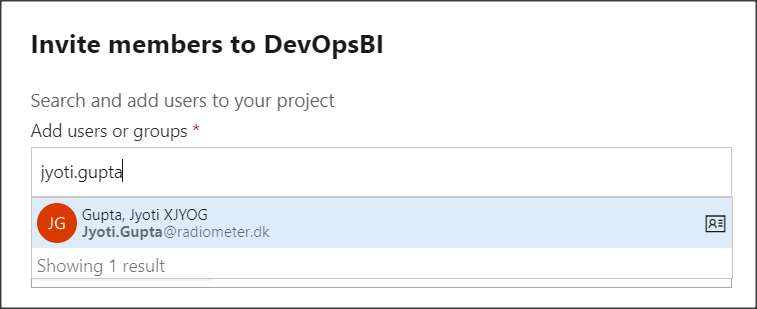 Invite members to DevOpsBI
Search and add users to your project
Add users or groups *
jyoti.gupta
JG
Gupta, Jyoti XJYOG
Jyoti.Gupta@radiometer.dk
Showing 1 result